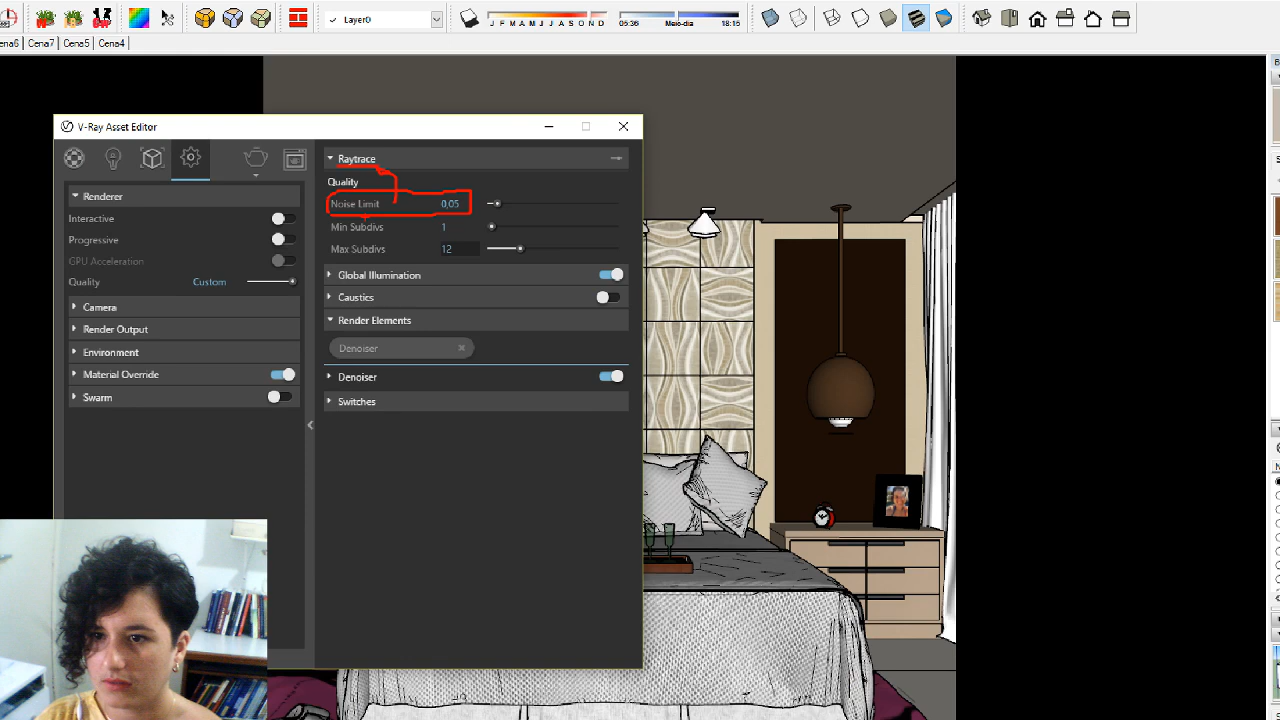 Layer0
J F M A M J J A S O N D
05:36 Meio-dia 18:15
Cena7 Cena5 Cena4
V-Ray Asset Editor
Renderer
Interactive
Progressive
GPU Acceleration
Quality Custom
Camera
Render Output
Environment
Material Override
Swarm
Raytrace
Quality
Noise Limit 0,05
Min Subdivs 1
Max Subdivs 12
Global Illumination
Caustics
Render Elements
Denoiser
Denoiser
Switches